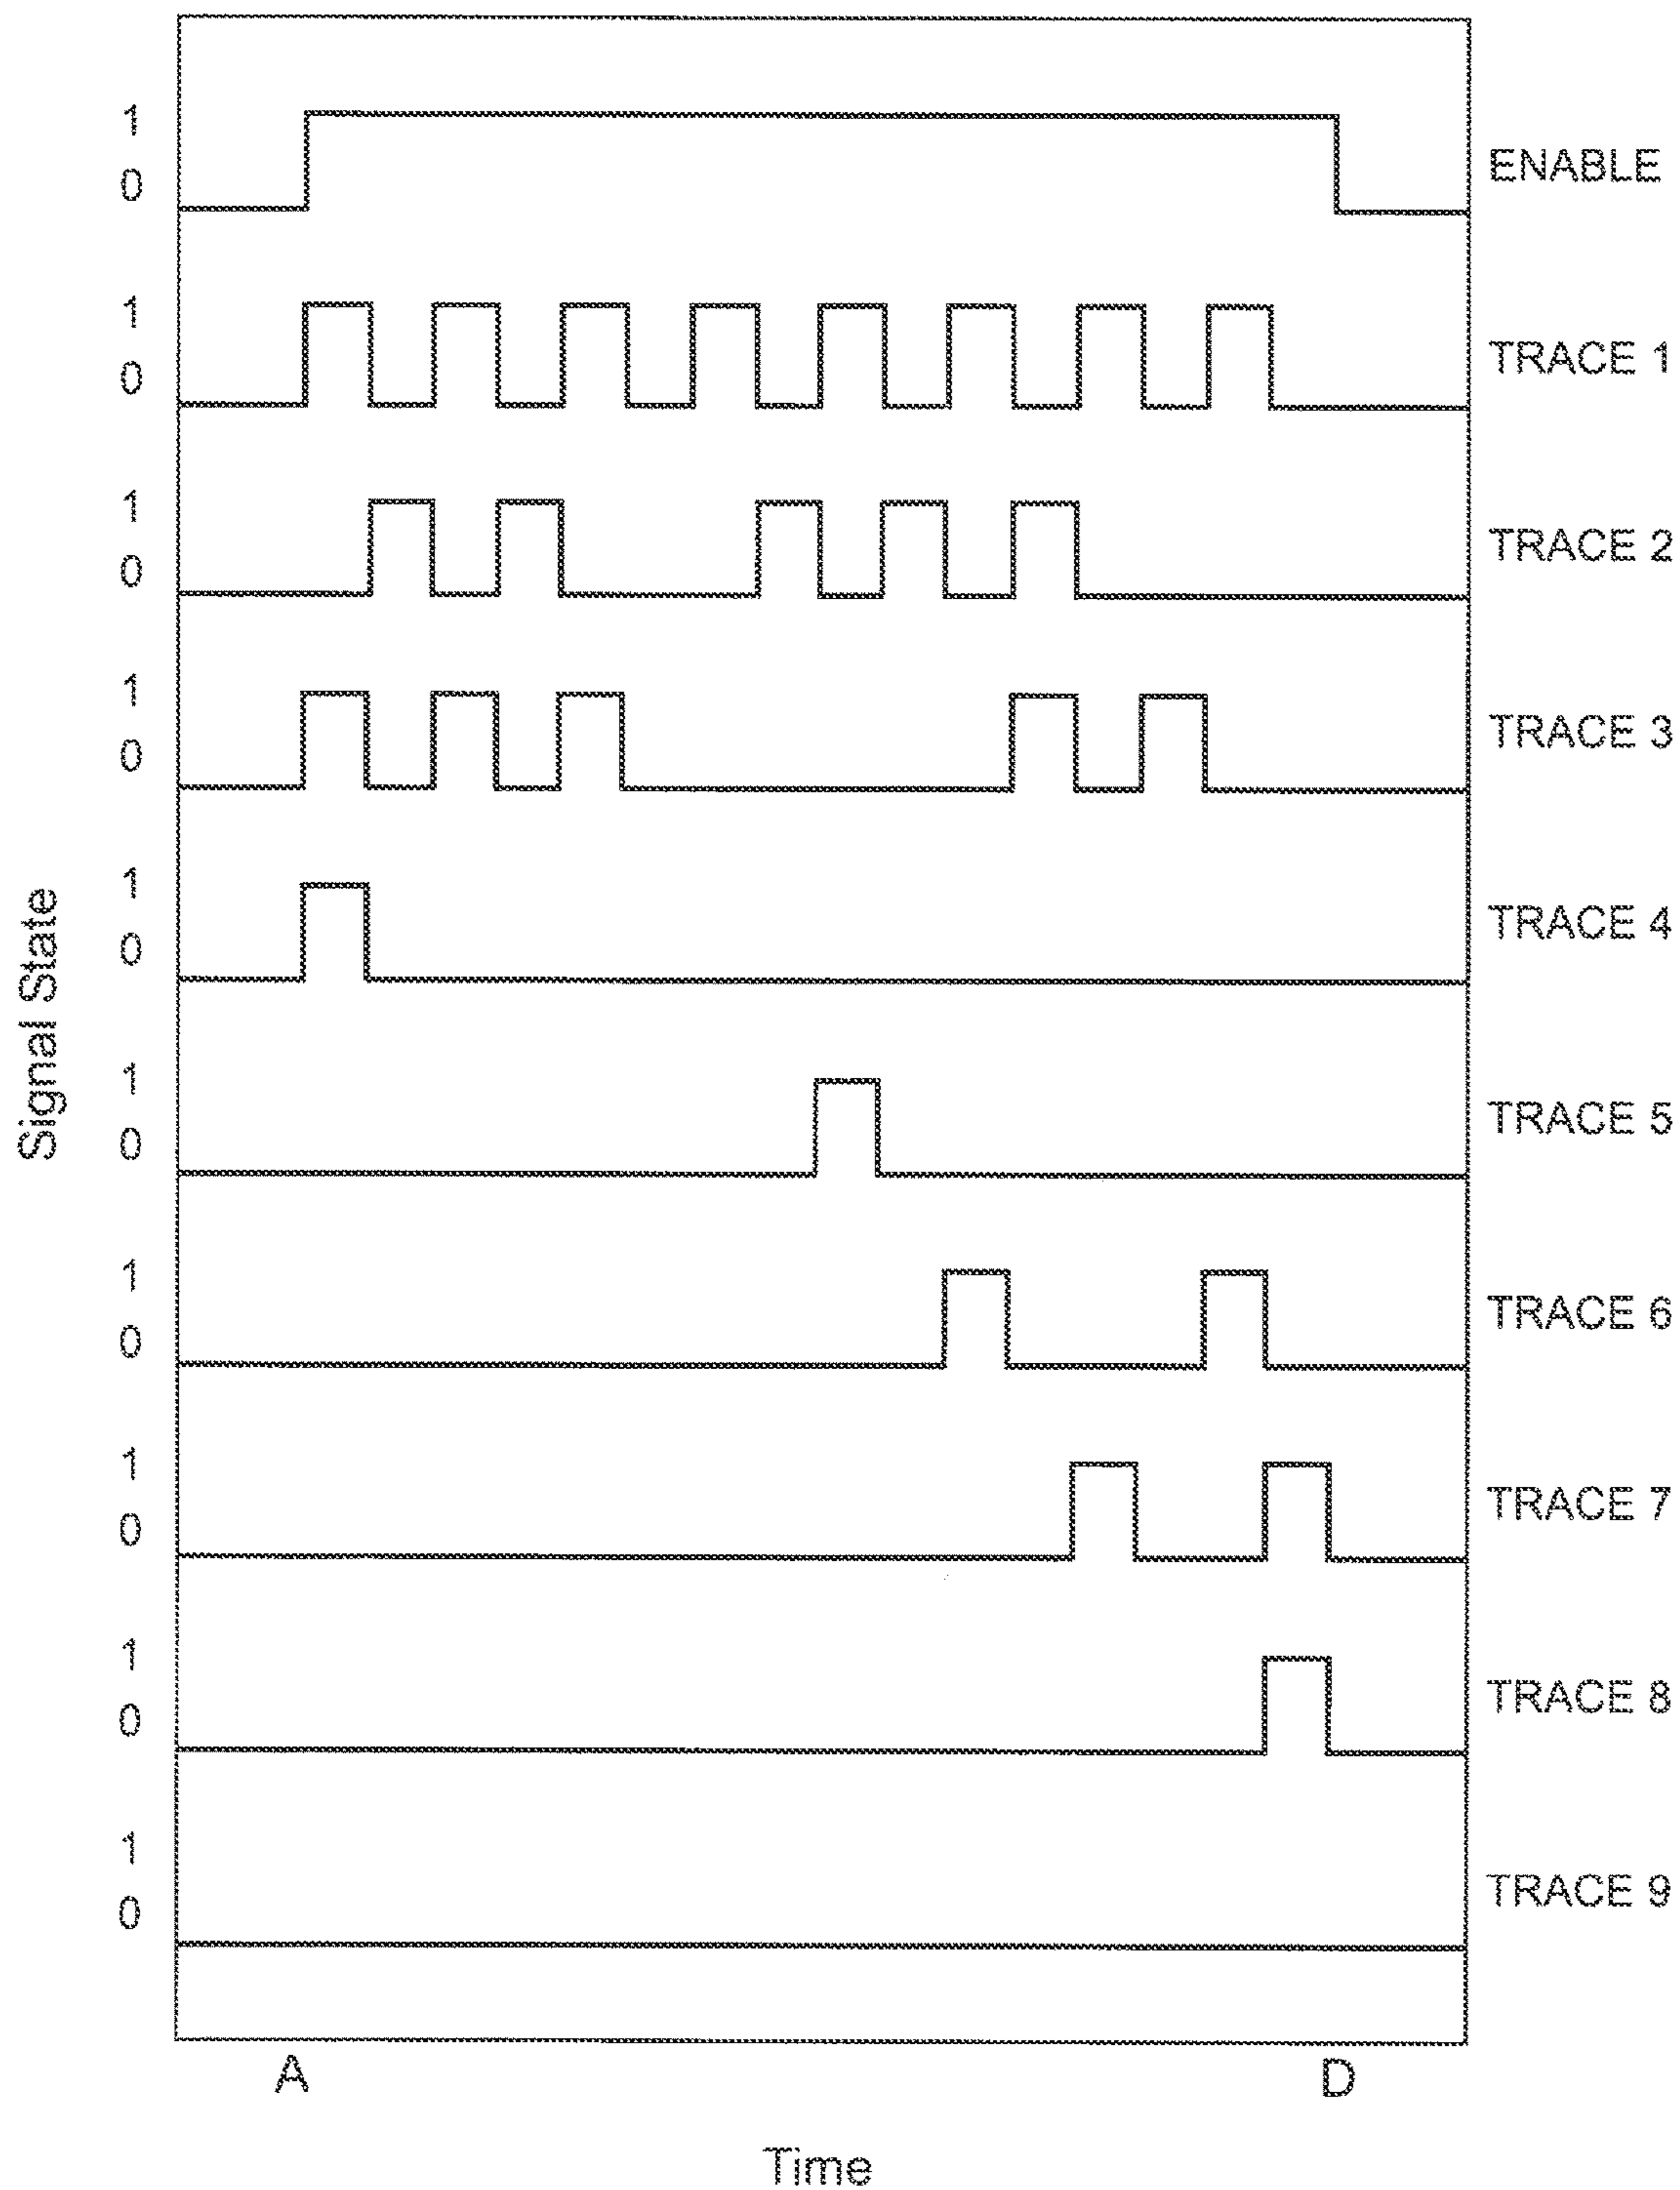 1
0
ENABLE
1
0
TRACE 1
1
0
TRACE 2
1
0
TRACE 3
1
0
TRACE 4
1
0
TRACE 5
1
0
TRACE 6
1
0
TRACE 7
1
0
TRACE 8
1
0
TRACE 9
Signal State
A
D
Time